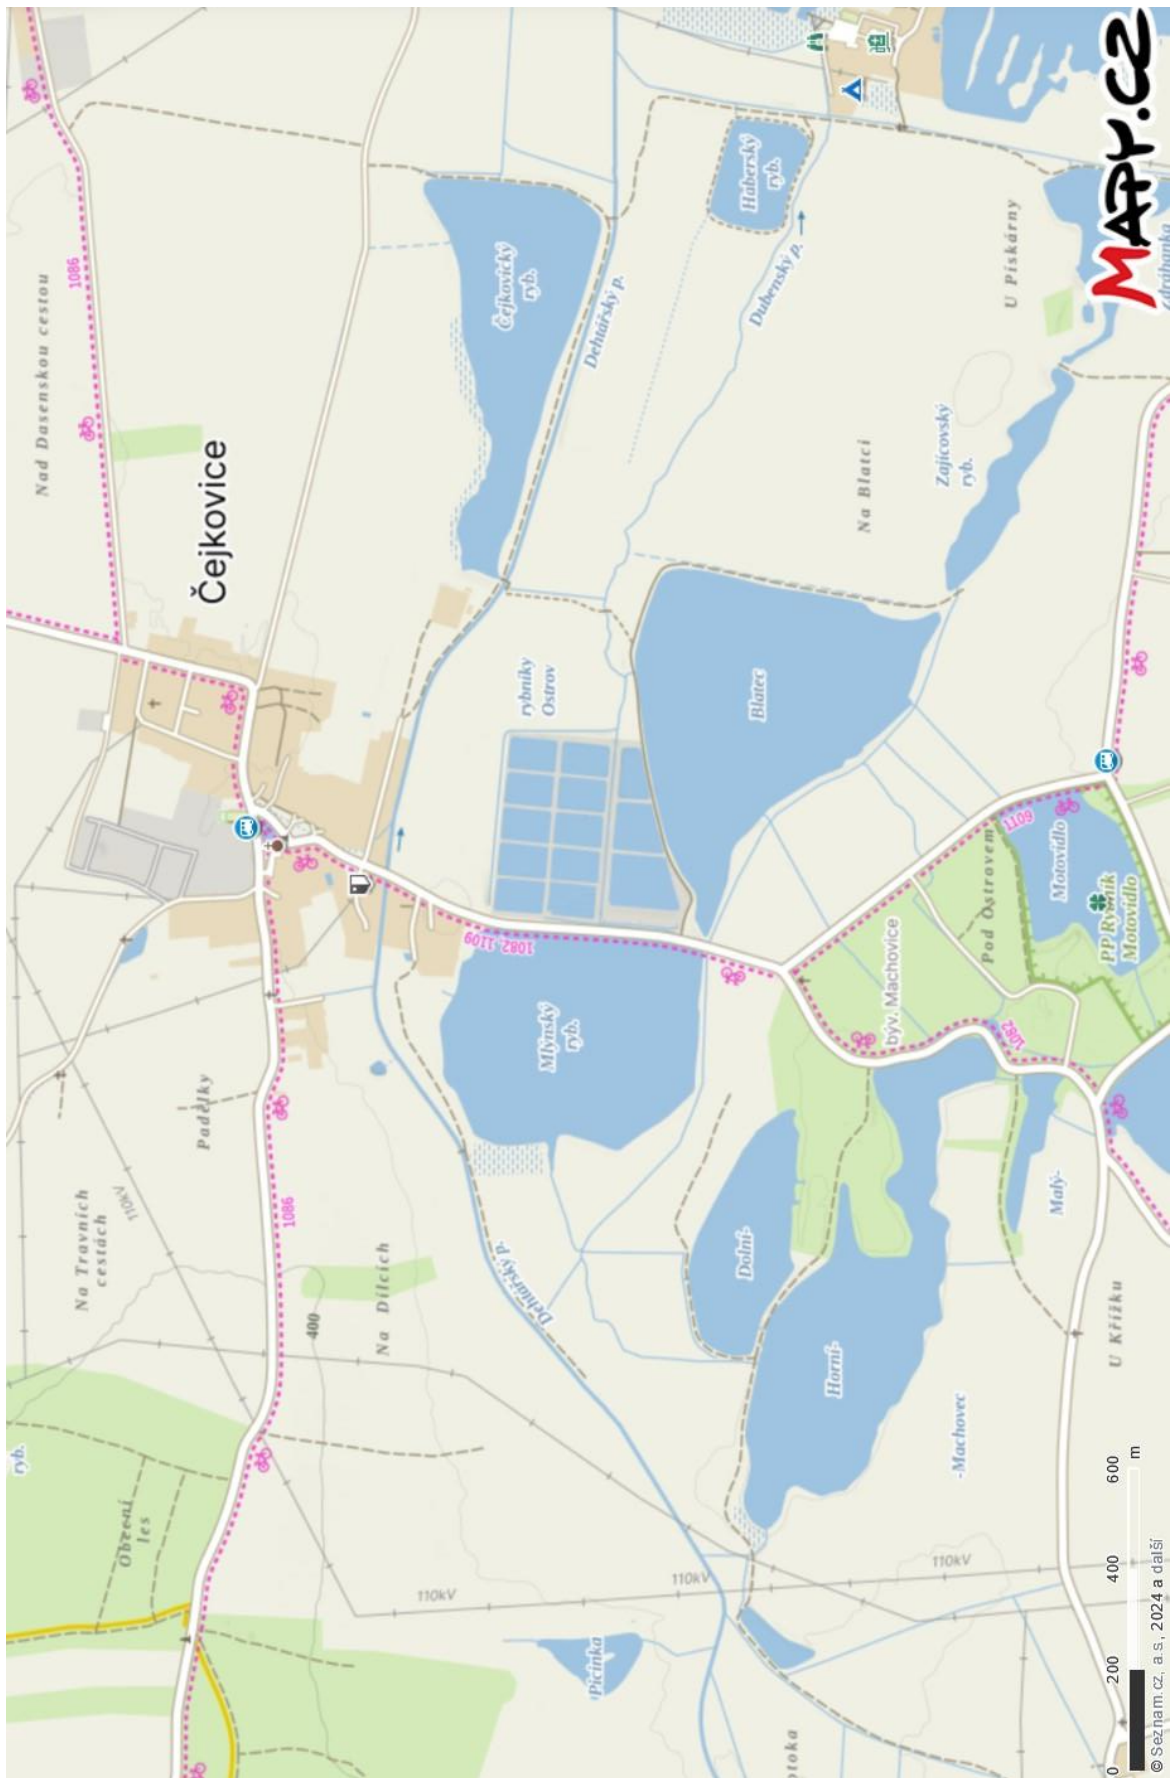 ryb.
Obecní
les
Na Travních
cestách
110kV
Padělky
Nad Dasenskou cestou
1086
Čejkovice
1086
400
Na Dílcích
110kV
Dehtářský p.
1082, 1109
Mlýnský
ryb.
rybníky
Ostrov
Čejkovický
ryb.
Dehtářský p.
Haberský
ryb.
Dubenský p.
Picinka
110kV
Dolní-
Blatec
Na Blatci
Horní-
býv. Machovice
Zajícovský
ryb.
110kV
-Machovec
1082
Pod Ostrovem
1109
Motovidlo
U Pískárny
Malý-
PP Rybník
Motovidlo
U Křížku
0 200 400 600
m
© Seznam.cz, a.s., 2024 a další
MAPY.CZ